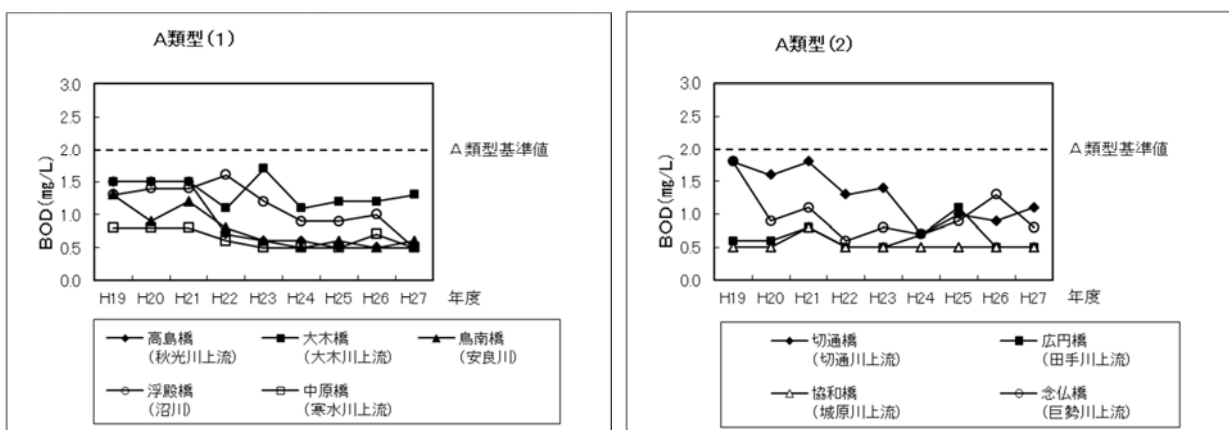 A類型(1)
3.0
2.5
2.0
1.5
1.0
0.5
0.0
BOD(mg/L)
A類型基準値
H19 H20 H21 H22 H23 H24 H25 H26 H27 年度
高島橋 大木橋 鳥南橋
(秋光川上流) (大木川上流) (安良川)
浮殿橋 中原橋
(沼川) (寒水川上流)
A類型(2)
3.0
2.5
2.0
1.5
1.0
0.5
0.0
BOD(mg/L)
A類型基準値
H19 H20 H21 H22 H23 H24 H25 H26 H27 年度
切通橋 広円橋
(切通川上流) (田手川上流)
協和橋 念仏橋
(城原川上流) (巨勢川上流)